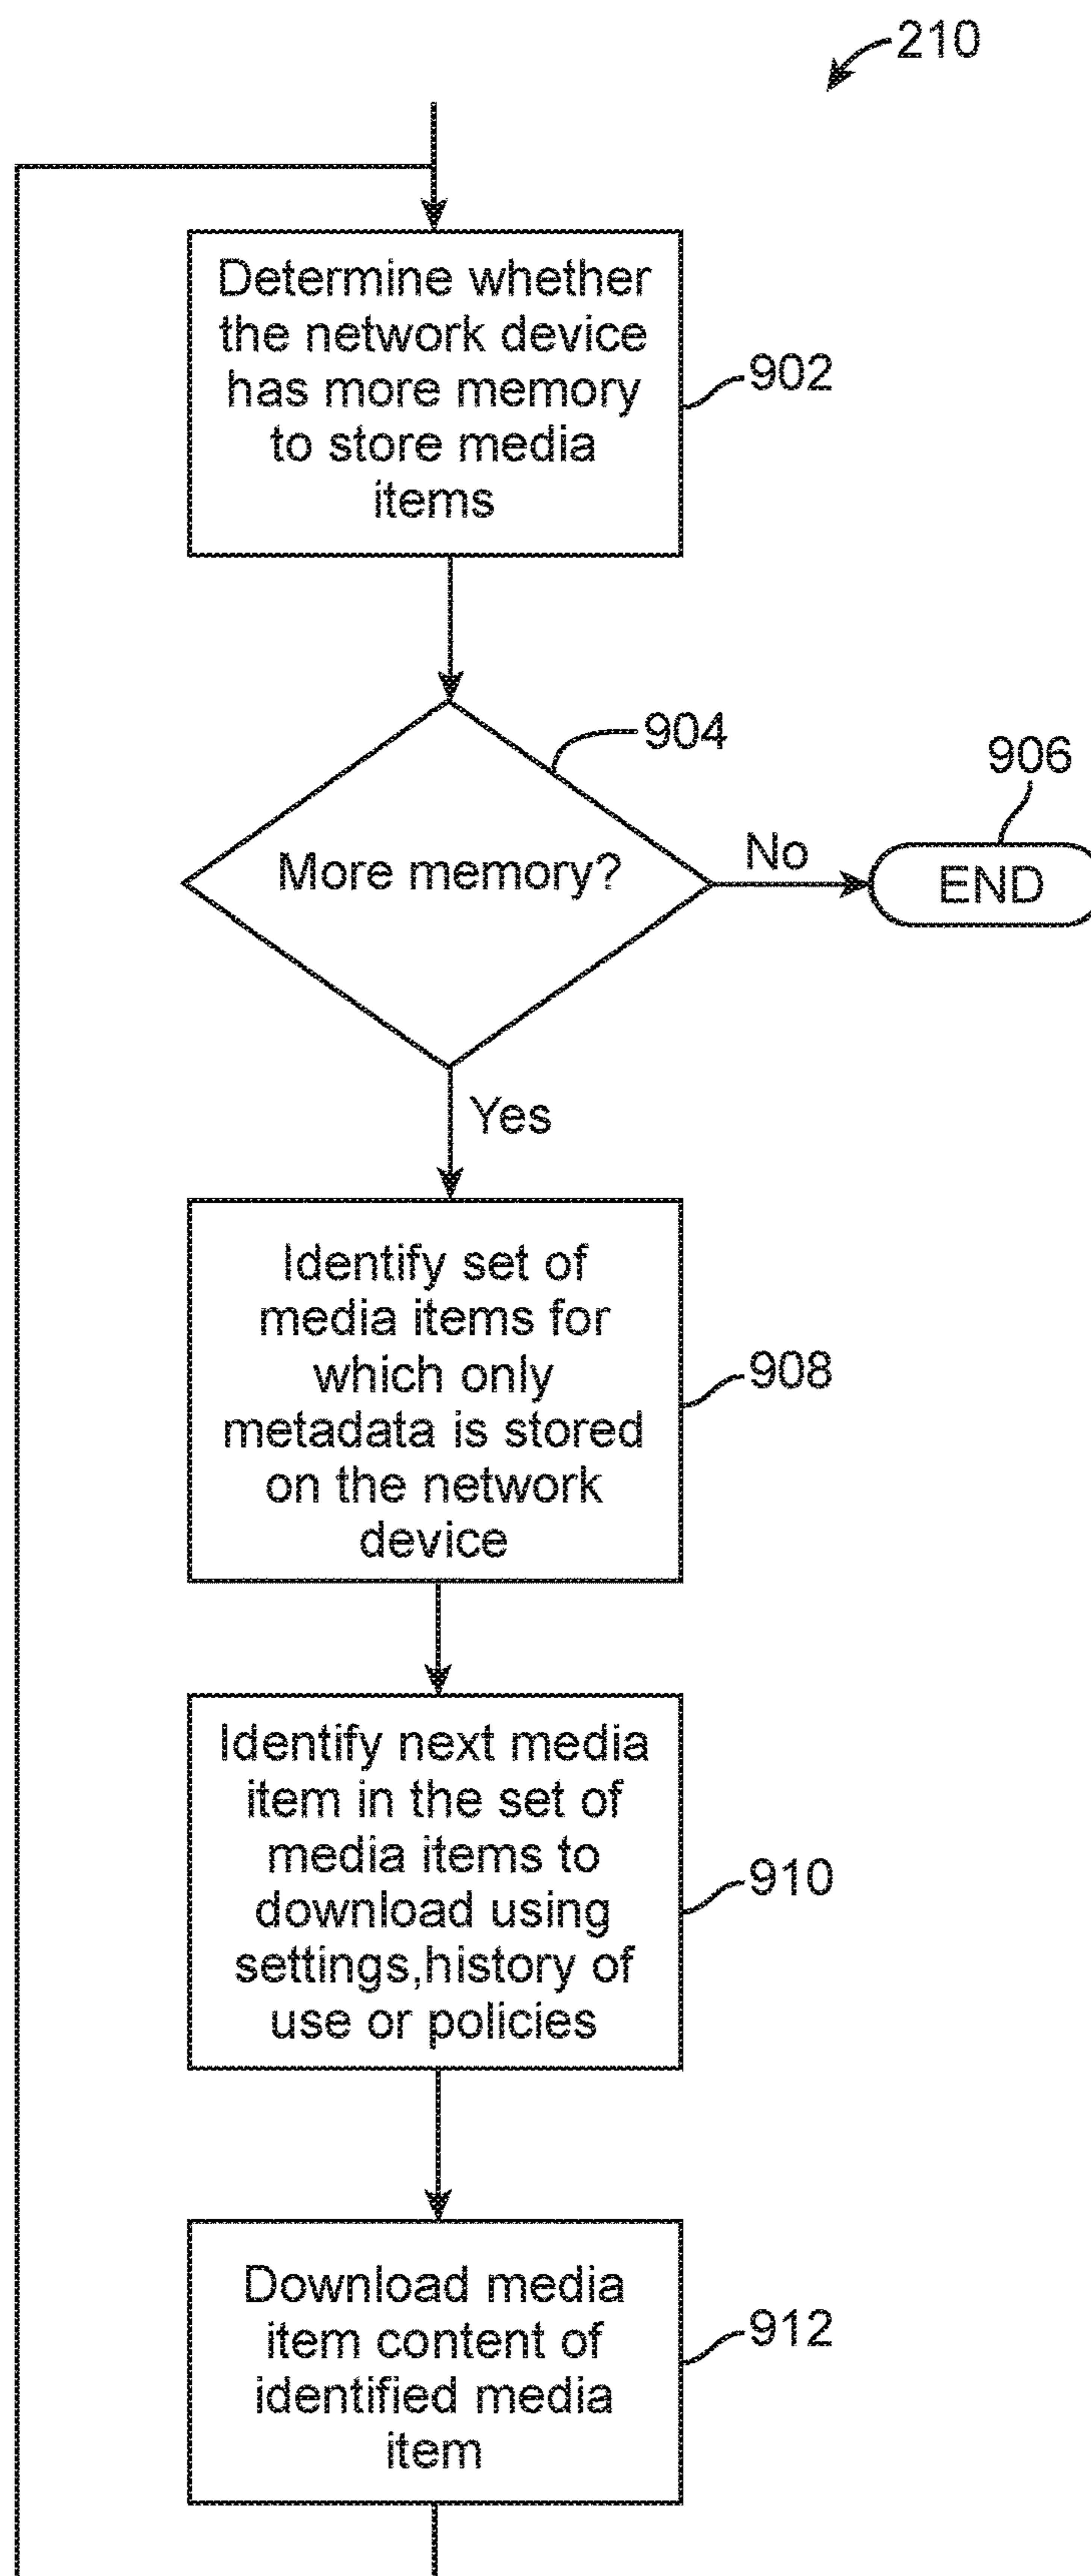 210
Determine whether
the network device
has more memory
to store media
items
902
904
More memory?
No
906
END
Yes
Identify set of
media items for
which only
metadata is stored
on the network
device
908
Identify next media
item in the set of
media items to
download using
settings,history of
use or policies
910
Download media
item content of
identified media
item
912